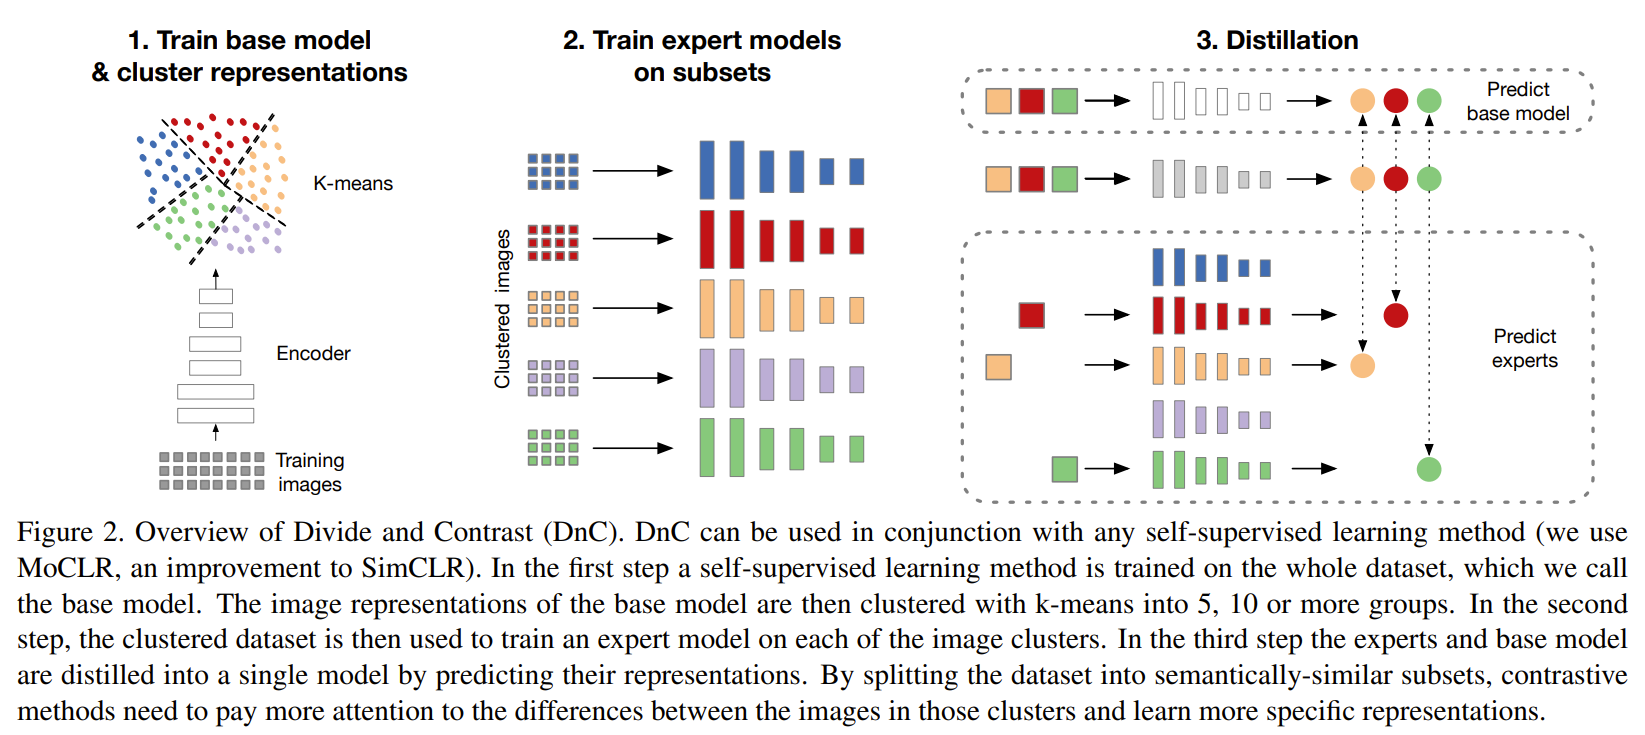 1. Train base model
& cluster representations
K-means
Encoder
Training
images
2. Train expert models
on subsets
Clustered images
3. Distillation
Predict
base model
Predict
experts
Figure 2. Overview of Divide and Contrast (DnC). DnC can be used in conjunction with any self-supervised learning method (we use
MoCLR, an improvement to SimCLR). In the first step a self-supervised learning method is trained on the whole dataset, which we call
the base model. The image representations of the base model are then clustered with k-means into 5, 10 or more groups. In the second
step, the clustered dataset is then used to train an expert model on each of the image clusters. In the third step the experts and base model
are distilled into a single model by predicting their representations. By splitting the dataset into semantically-similar subsets, contrastive
methods need to pay more attention to the differences between the images in those clusters and learn more specific representations.